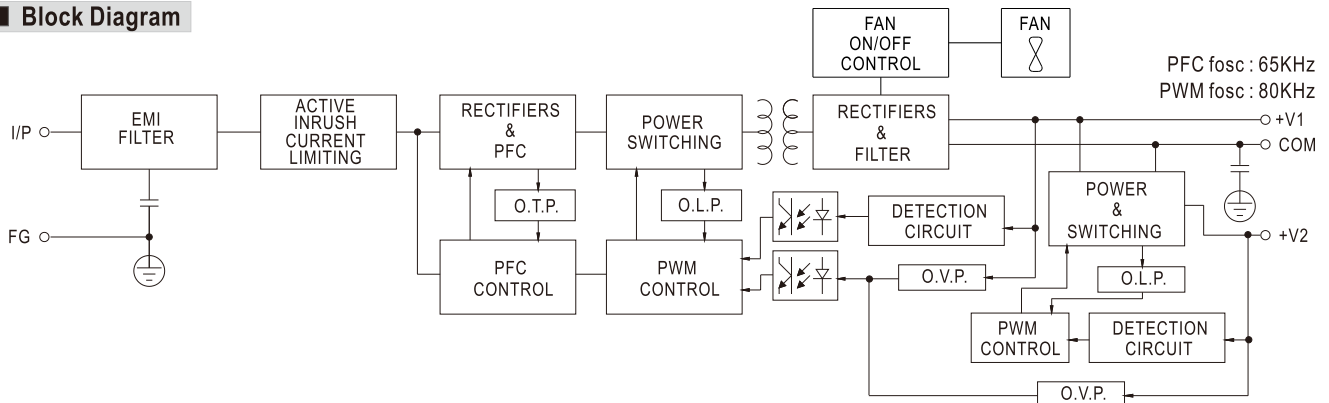 Block Diagram
FAN
ON/OFF
CONTROL
FAN
PFC fosc : 65KHz
PWM fosc : 80KHz
I/P
EMI
FILTER
ACTIVE
INRUSH
CURRENT
LIMITING
RECTIFIERS
&
PFC
POWER
SWITCHING
RECTIFIERS
&
FILTER
+V1
COM
O.T.P.
O.L.P.
DETECTION
CIRCUIT
POWER
&
SWITCHING
+V2
FG
PFC
CONTROL
PWM
CONTROL
O.V.P.
O.L.P.
PWM
CONTROL
DETECTION
CIRCUIT
O.V.P.